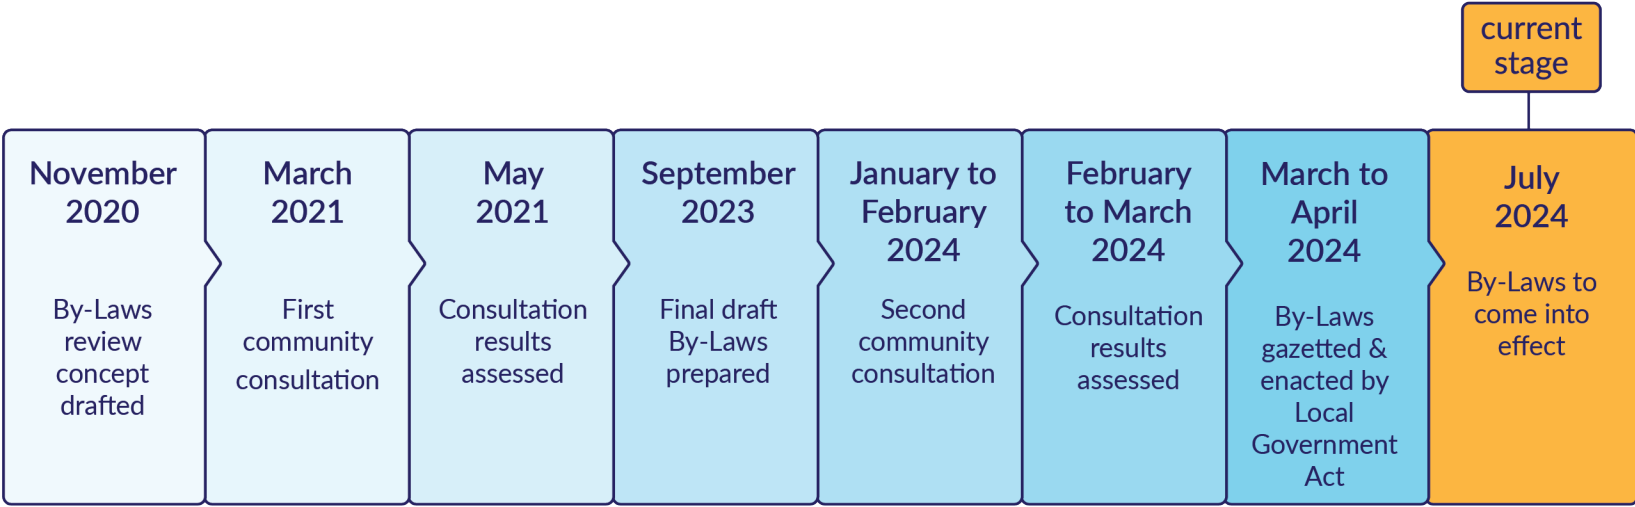 current
stage
November
2020
By-Laws
review
concept
drafted
March
2021
First
community
consultation
May
2021
Consultation
results
assessed
September
2023
Final draft
By-Laws
prepared
January to
February
2024
Second
community
consultation
February
to March
2024
Consultation
results
assessed
March to
April
2024
By-Laws
gazetted &
enacted by
Local
Government
Act
July
2024
By-Laws to
come into
effect